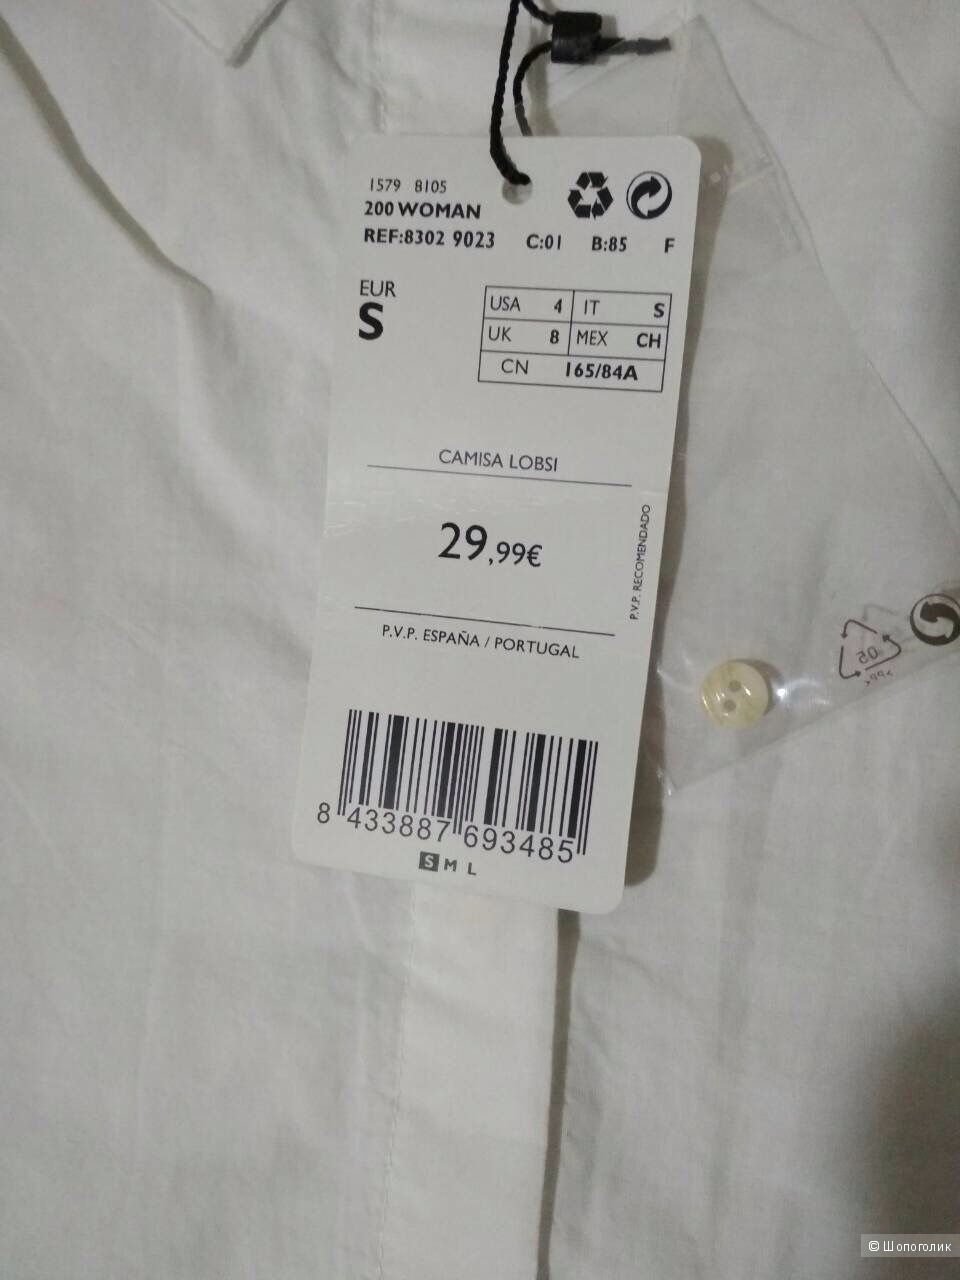 1579 8105
200 WOMAN
REF:8302 9023 C:01 B:85 F
EUR
S
USA 4 IT S
UK 8 MEX CH
CN 165/84A
CAMISA LOBSI
29,99€
P.V.P. RECOMENDADO
P.V.P. ESPAÑA / PORTUGAL
8 433887 693485
S M L
05
>PP<
© Шопоголик